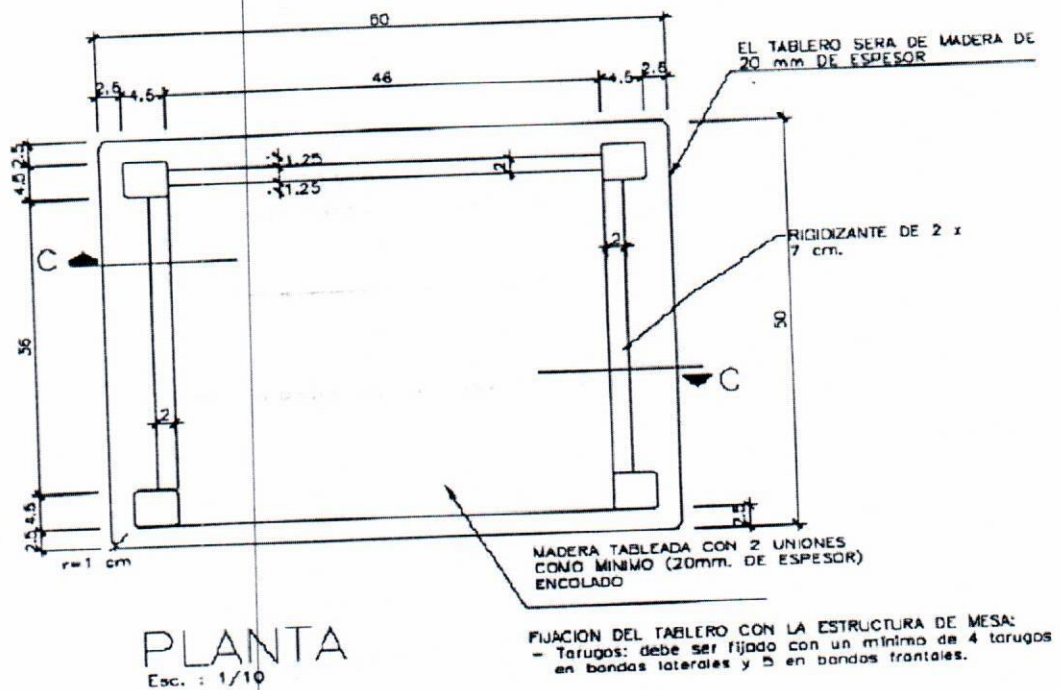 60
EL TABLERO SERA DE MADERA DE
20 mm DE ESPESOR
2.5
4.5
46
4.5
2.5
2.5
4.5
1.25
1.25
2
2
RIGIDIZANTE DE 2 x
7 cm.
C
36
50
C
2
4.5
2.5
2.5
r=1 cm
MADERA TABLEADA CON 2 UNIONES
COMO MINIMO (20mm. DE ESPESOR)
ENCOLADO
PLANTA
Esc. : 1/10
FIJACION DEL TABLERO CON LA ESTRUCTURA DE MESA:
- Tarugos: debe ser fijado con un mínimo de 4 tarugos
en bandas laterales y 5 en bandas frontales.